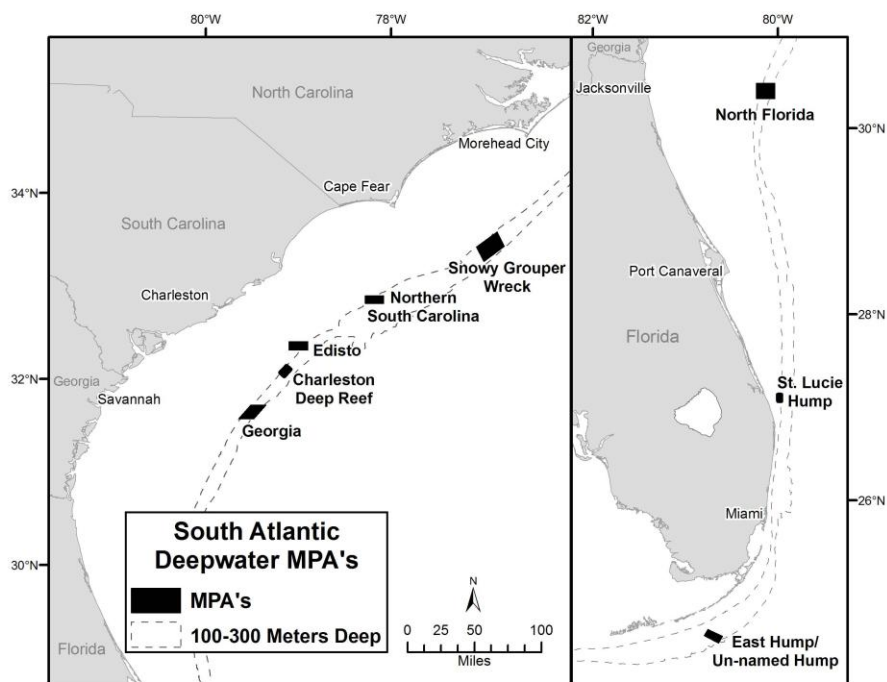 80°W
78°W
82°W
80°W
North Carolina
Morehead City
Cape Fear
34°N
South Carolina
Snowy Grouper
Wreck
Charleston
Northern
South Carolina
Edisto
Georgia
32°N
Savannah
Charleston
Deep Reef
Georgia
30°N
Florida
South Atlantic
Deepwater MPA's
MPA's
100-300 Meters Deep
N
0 25 50 100
Miles
Georgia
Jacksonville
North Florida
30°N
Port Canaveral
28°N
Florida
St. Lucie
Hump
26°N
Miami
East Hump/
Un-named Hump